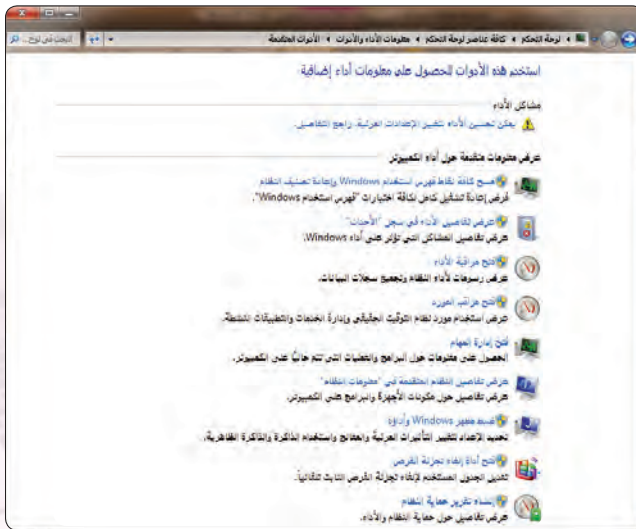 لوحة التحكم ◂ كافة عناصر لوحة التحكم ◂ معلومات الأداء والأدوات ◂ الأدوات المتقدمة
استخدم هذه الأدوات للحصول على معلومات أداء إضافية
مشاكل الأداء
يمكن تحسين الأداء بتغيير الإعدادات المرئية. راجع التفاصيل.
عرض معلومات متقدمة حول أداء الكمبيوتر
مسح كافة نقاط فهرس استخدام Windows وإعادة تصنيف النظام
فرض إعادة تشغيل كامل لكافة اختبارات "فهرس استخدام Windows".
عرض تفاصيل الأداء في سجل "الأحداث"
عرض تفاصيل المشاكل التي تؤثر على أداء Windows.
فتح مراقبة الأداء
عرض رسومات لأداء النظام وتجميع سجلات البيانات.
فتح مراقب المورد
عرض استخدام مورد نظام التوقيت الحقيقي وإدارة الخدمات والتطبيقات النشطة.
فتح إدارة المهام
الحصول على معلومات حول البرامج والعمليات التي تتم حاليًا على الكمبيوتر.
عرض تفاصيل النظام المتقدمة في "معلومات النظام"
عرض تفاصيل حول مكونات الأجهزة والبرامج على الكمبيوتر.
ضبط مظهر Windows وأداؤه
تحديد الإعداد لتغيير التأثيرات المرئية والمعالج واستخدام الذاكرة والذاكرة الظاهرية.
فتح أداة إلغاء تجزئة القرص
تعديل الجدول المستخدم لإلغاء تجزئة القرص الثابت تلقائياً.
إنشاء تقرير حماية النظام
عرض تفاصيل حول حماية النظام والأداء.